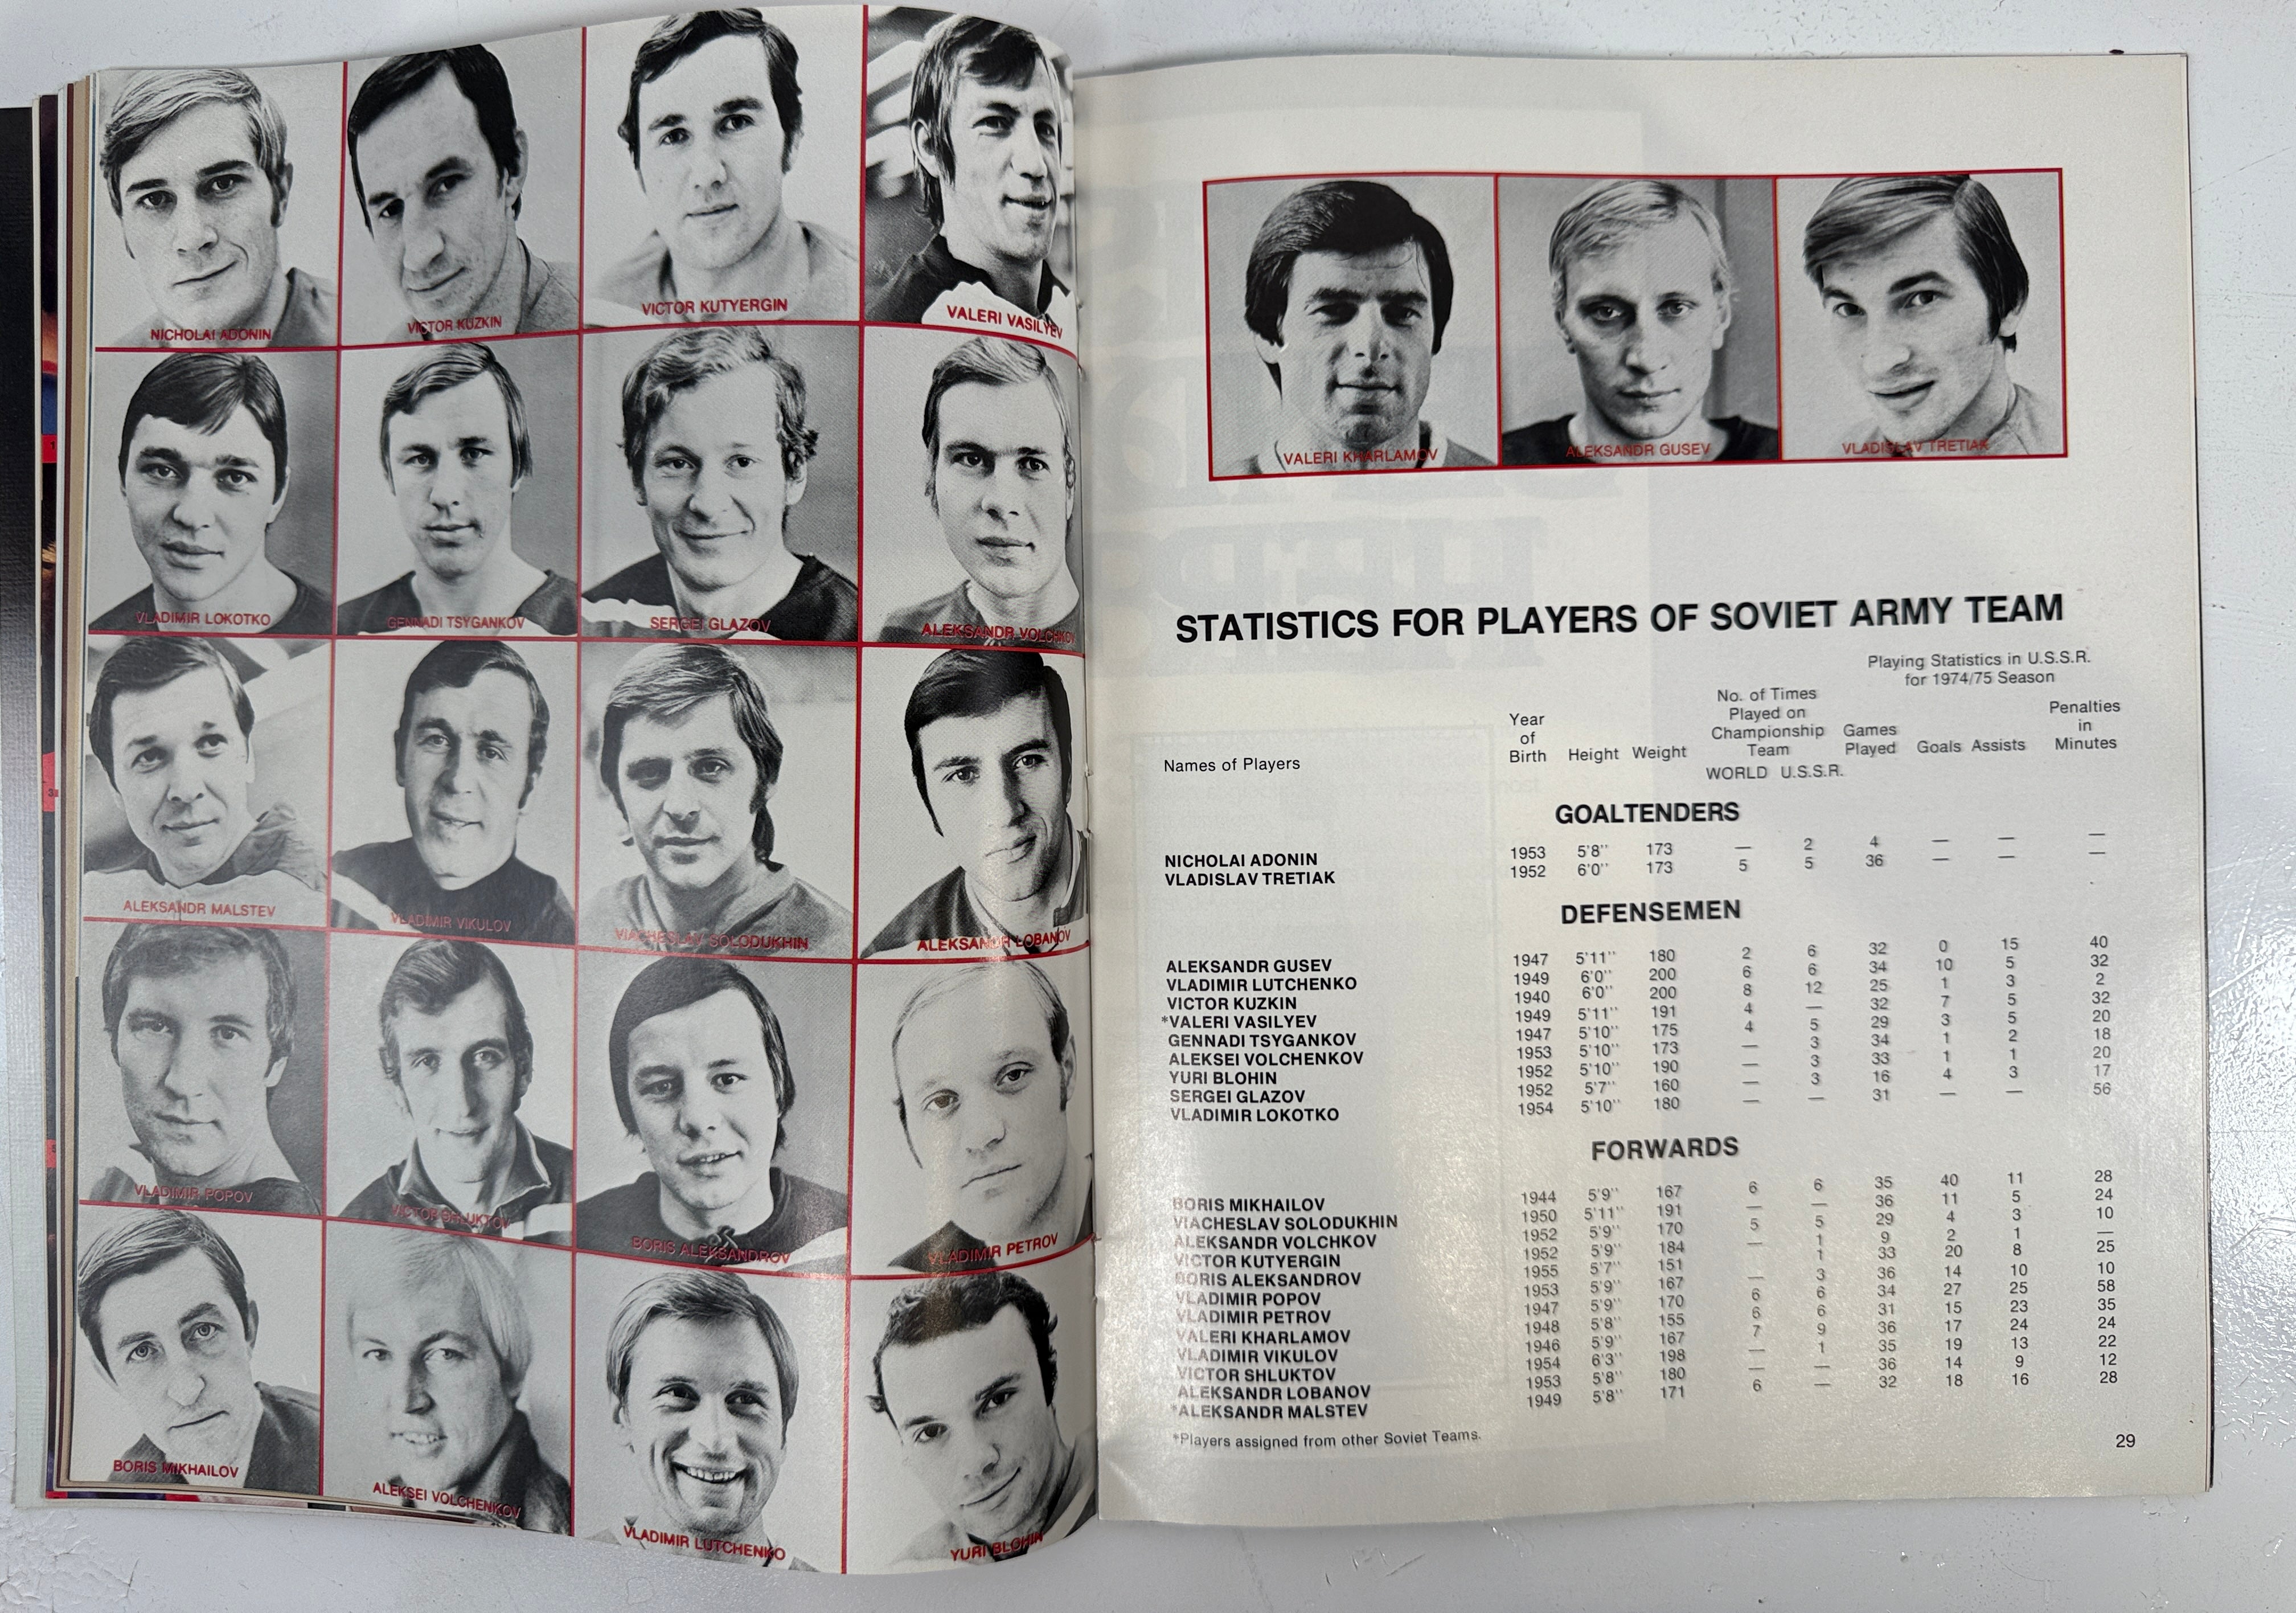 NICHOLAI ADONIN
VICTOR KUZKIN
VICTOR KUTYERGIN
VALERI VASILYEV
VLADIMIR LOKOTKO
GENNADI TSYGANKOV
SERGEI GLAZOV
ALEKSANDR VOLCHKOV
ALEKSANDR MALSTEV
VLADIMIR VIKULOV
VIACHESLAV SOLODUKHIN
ALEKSANDR LOBANOV
VLADIMIR POPOV
VICTOR SHLUKTOV
BORIS ALEKSANDROV
VLADIMIR PETROV
BORIS MIKHAILOV
ALEKSEI VOLCHENKOV
VLADIMIR LUTCHENKO
YURI BLOHIN
VALERI KHARLAMOV
ALEKSANDR GUSEV
VLADISLAV TRETIAK
STATISTICS FOR PLAYERS OF SOVIET ARMY TEAM
Playing Statistics in U.S.S.R.
for 1974/75 Season
Names of Players
Year
of
Birth
Height
Weight
No. of Times
Played on
Championship
Team
WORLD U.S.S.R.
Games
Played
Goals
Assists
Penalties
in
Minutes
GOALTENDERS
NICHOLAI ADONIN 1953 5'8'' 173 — 2 4 — — —
VLADISLAV TRETIAK 1952 6'0'' 173 5 5 36 — — —
DEFENSEMEN
ALEKSANDR GUSEV 1947 5'11'' 180 2 6 32 0 15 40
VLADIMIR LUTCHENKO 1949 6'0'' 200 6 6 34 10 5 32
VICTOR KUZKIN 1940 6'0'' 200 8 12 25 1 3 2
*VALERI VASILYEV 1949 5'11'' 191 4 — 32 7 5 32
GENNADI TSYGANKOV 1947 5'10'' 175 4 5 29 3 5 20
ALEKSEI VOLCHENKOV 1953 5'10'' 173 — 3 34 1 2 18
YURI BLOHIN 1952 5'10'' 190 — 3 33 1 1 20
SERGEI GLAZOV 1952 5'7'' 160 — 3 16 4 3 17
VLADIMIR LOKOTKO 1954 5'10'' 180 — — 31 — — 56
FORWARDS
BORIS MIKHAILOV 1944 5'9'' 167 6 6 35 40 11 28
VIACHESLAV SOLODUKHIN 1950 5'11'' 191 — — 36 11 5 24
ALEKSANDR VOLCHKOV 1952 5'9'' 170 5 5 29 4 3 10
VICTOR KUTYERGIN 1952 5'9'' 184 — 1 9 2 1 —
BORIS ALEKSANDROV 1955 5'7'' 151 1 33 20 8 25
VLADIMIR POPOV 1953 5'9'' 167 — 3 36 14 10 10
VLADIMIR PETROV 1947 5'9'' 170 6 6 34 27 25 58
VALERI KHARLAMOV 1948 5'8'' 155 6 6 31 15 23 35
VLADIMIR VIKULOV 1946 5'9'' 167 7 9 36 17 24 24
VICTOR SHLUKTOV 1954 6'3'' 198 — 1 35 19 13 22
ALEKSANDR LOBANOV 1953 5'8'' 180 — — 36 14 9 12
*ALEKSANDR MALSTEV 1949 5'8'' 171 6 — 32 18 16 28
*Players assigned from other Soviet Teams.
29